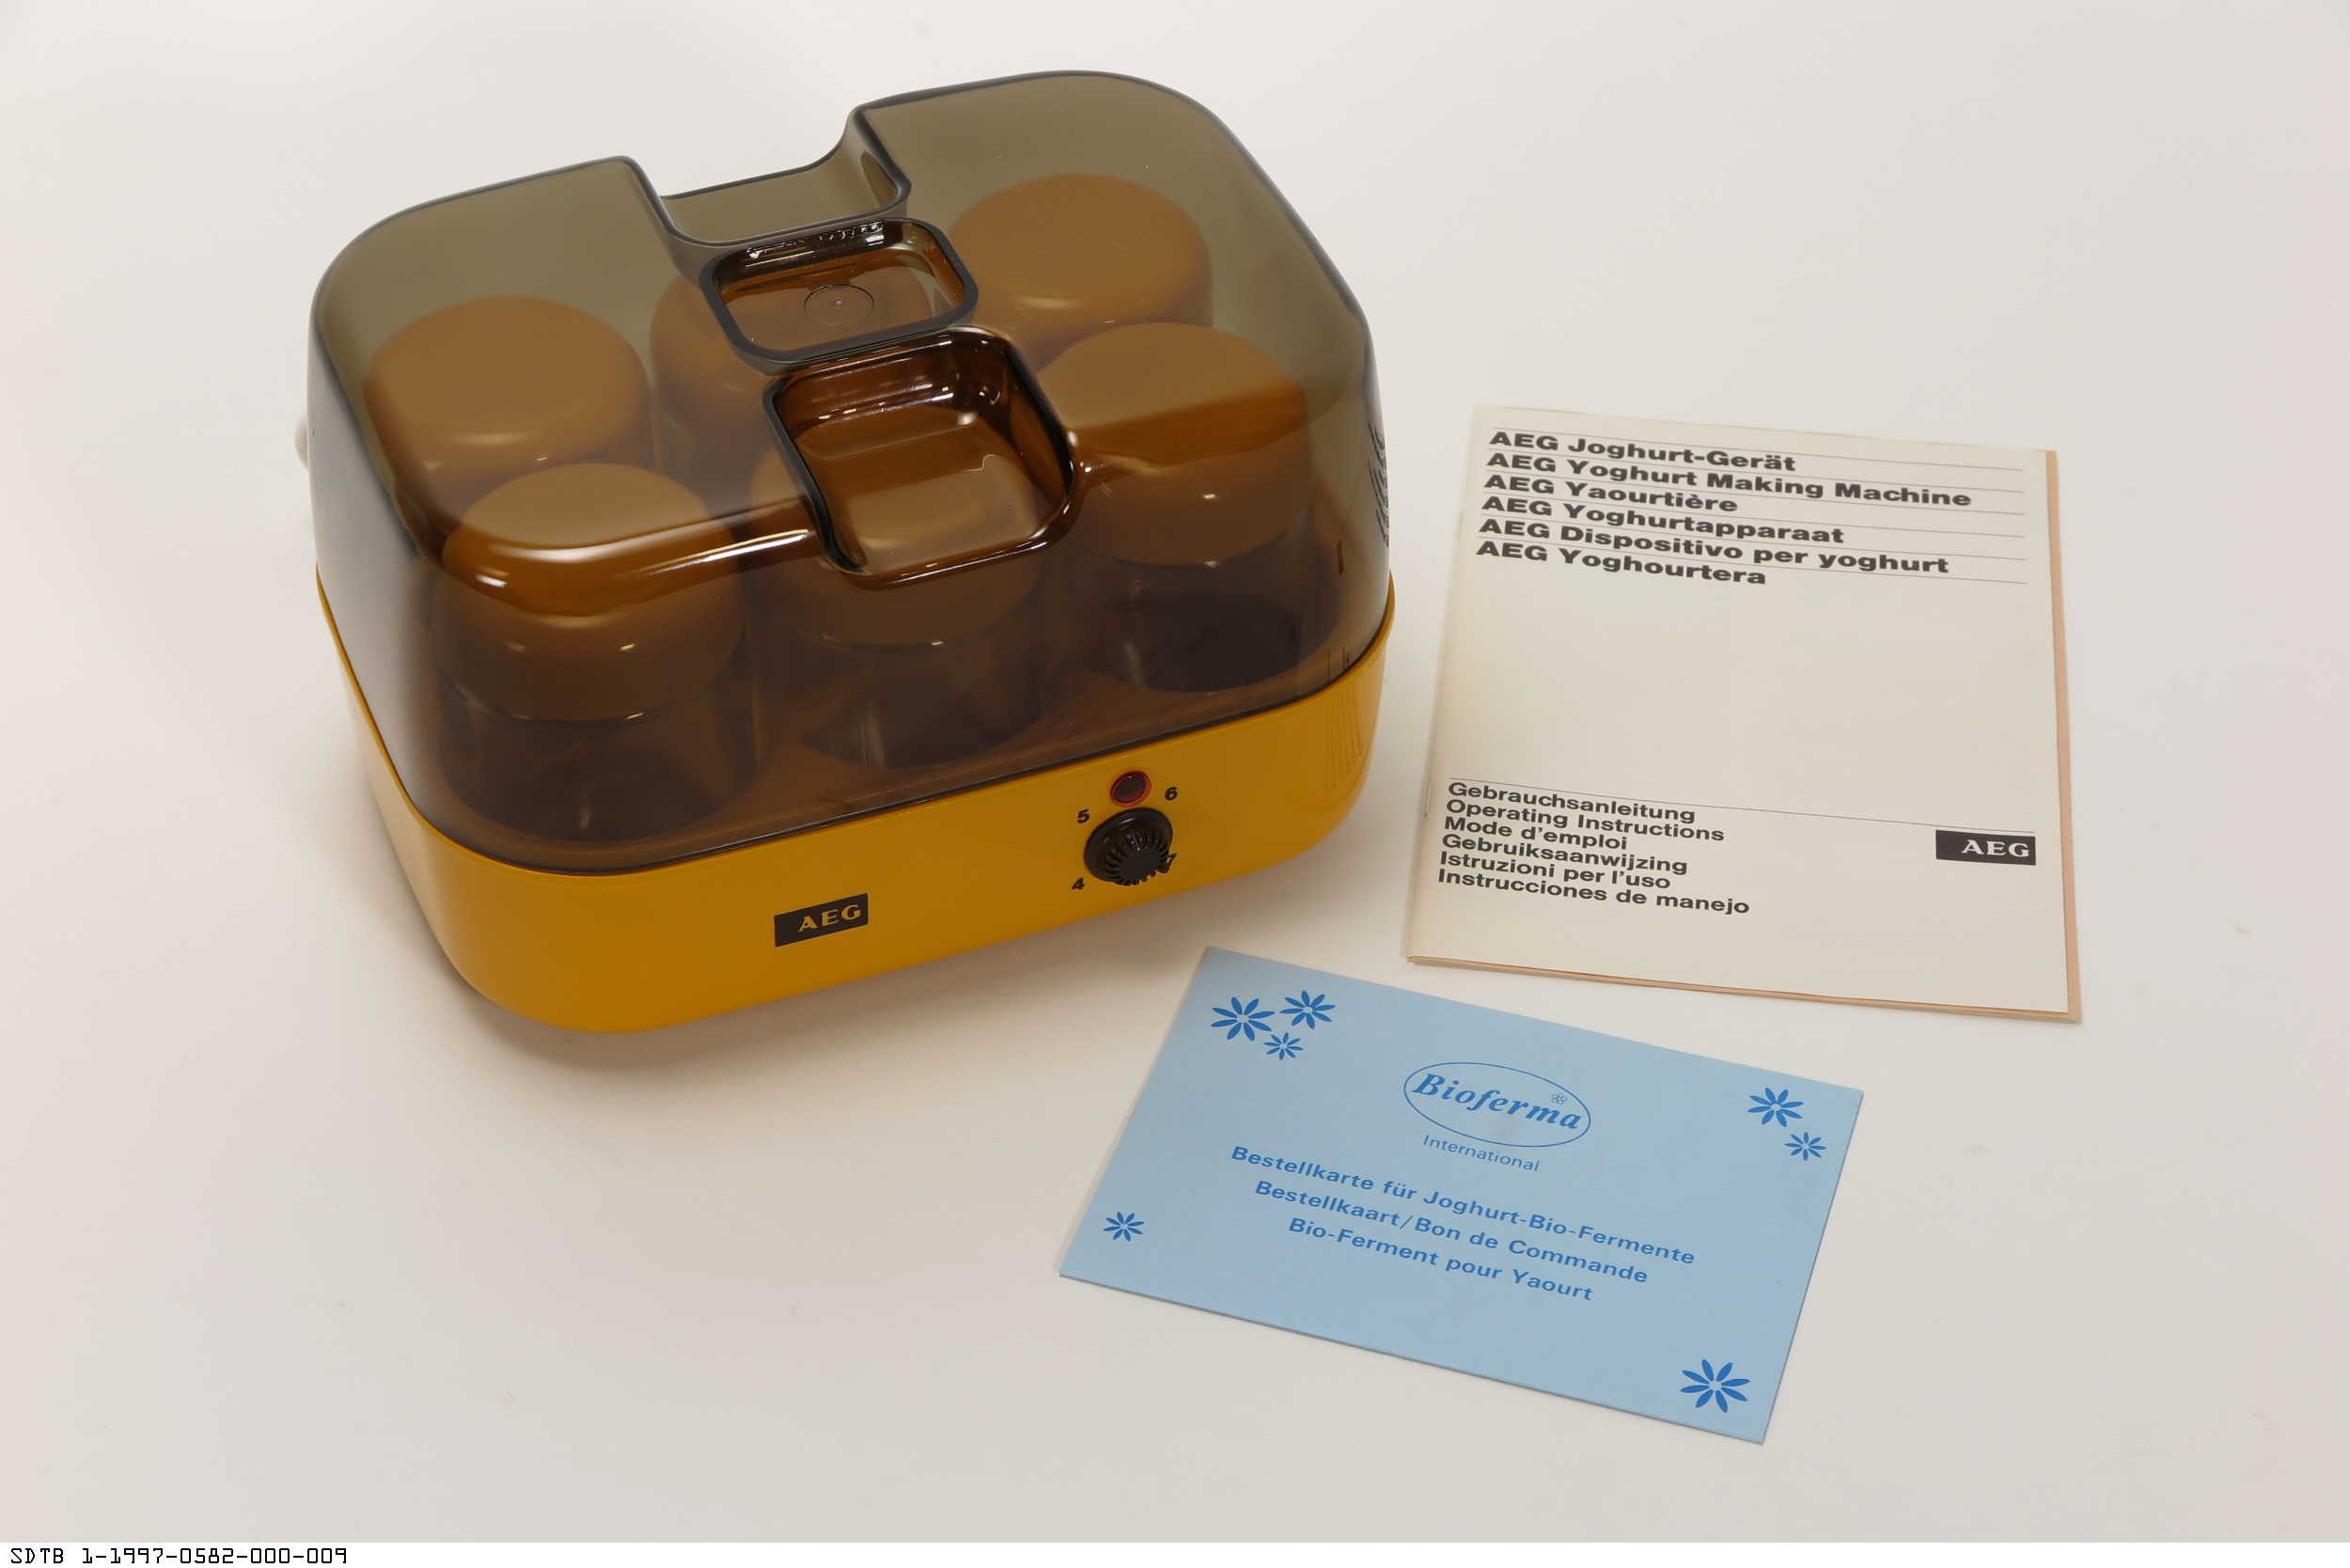 5
6
4
7
AEG
AEG Joghurt-Gerät
AEG Yoghurt Making Machine
AEG Yaourtière
AEG Yoghurtapparaat
AEG Dispositivo per yoghurt
AEG Yoghourtera
Gebrauchsanleitung
Operating Instructions
Mode d'emploi
Gebruiksaanwijzing
Istruzioni per l'uso
Instrucciones de manejo
AEG
Bioferma
International
Bestellkarte für Joghurt-Bio-Fermente
Bestellkaart/Bon de Commande
Bio-Ferment pour Yaourt
SDTB 1-1997-0582-000-009